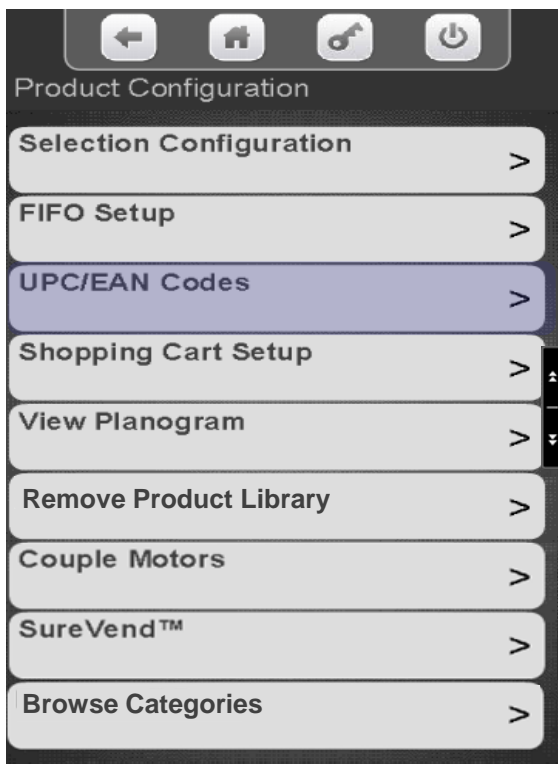 Product Configuration
Selection Configuration >
FIFO Setup >
UPC/EAN Codes >
Shopping Cart Setup >
View Planogram >
Remove Product Library >
Couple Motors >
SureVend™ >
Browse Categories >